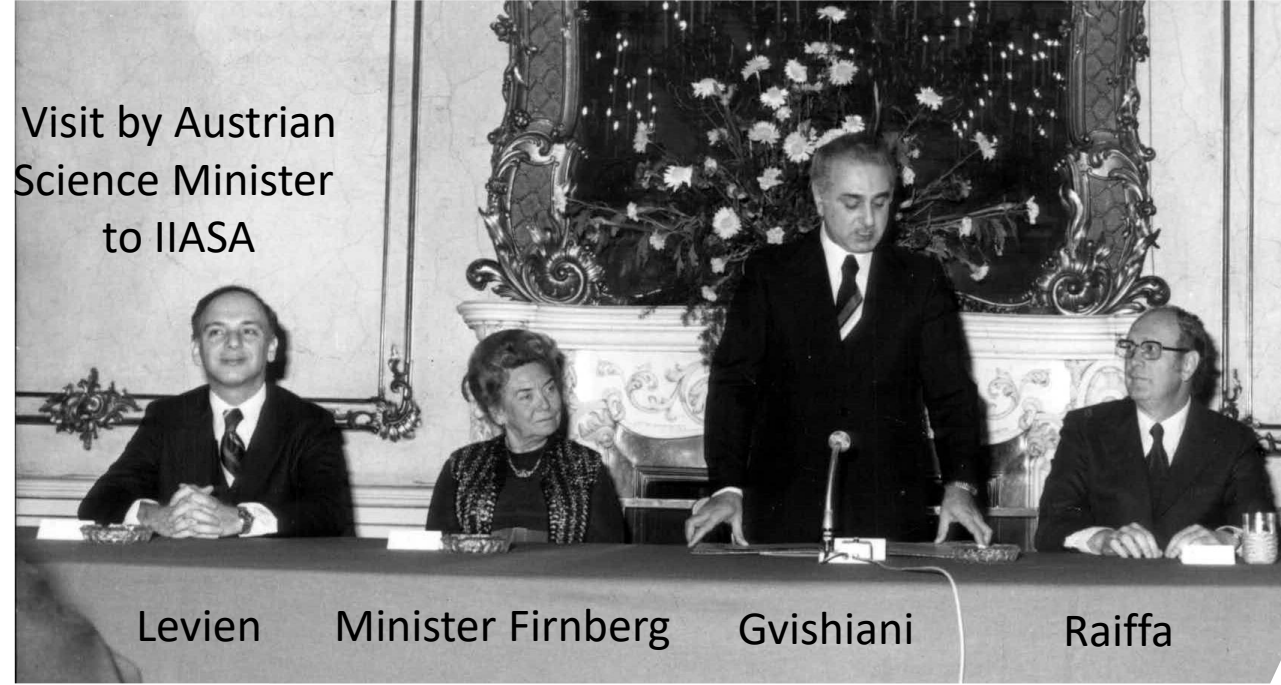 Visit by Austrian
Science Minister
to IIASA
Levien
Minister Firnberg
Gvishiani
Raiffa